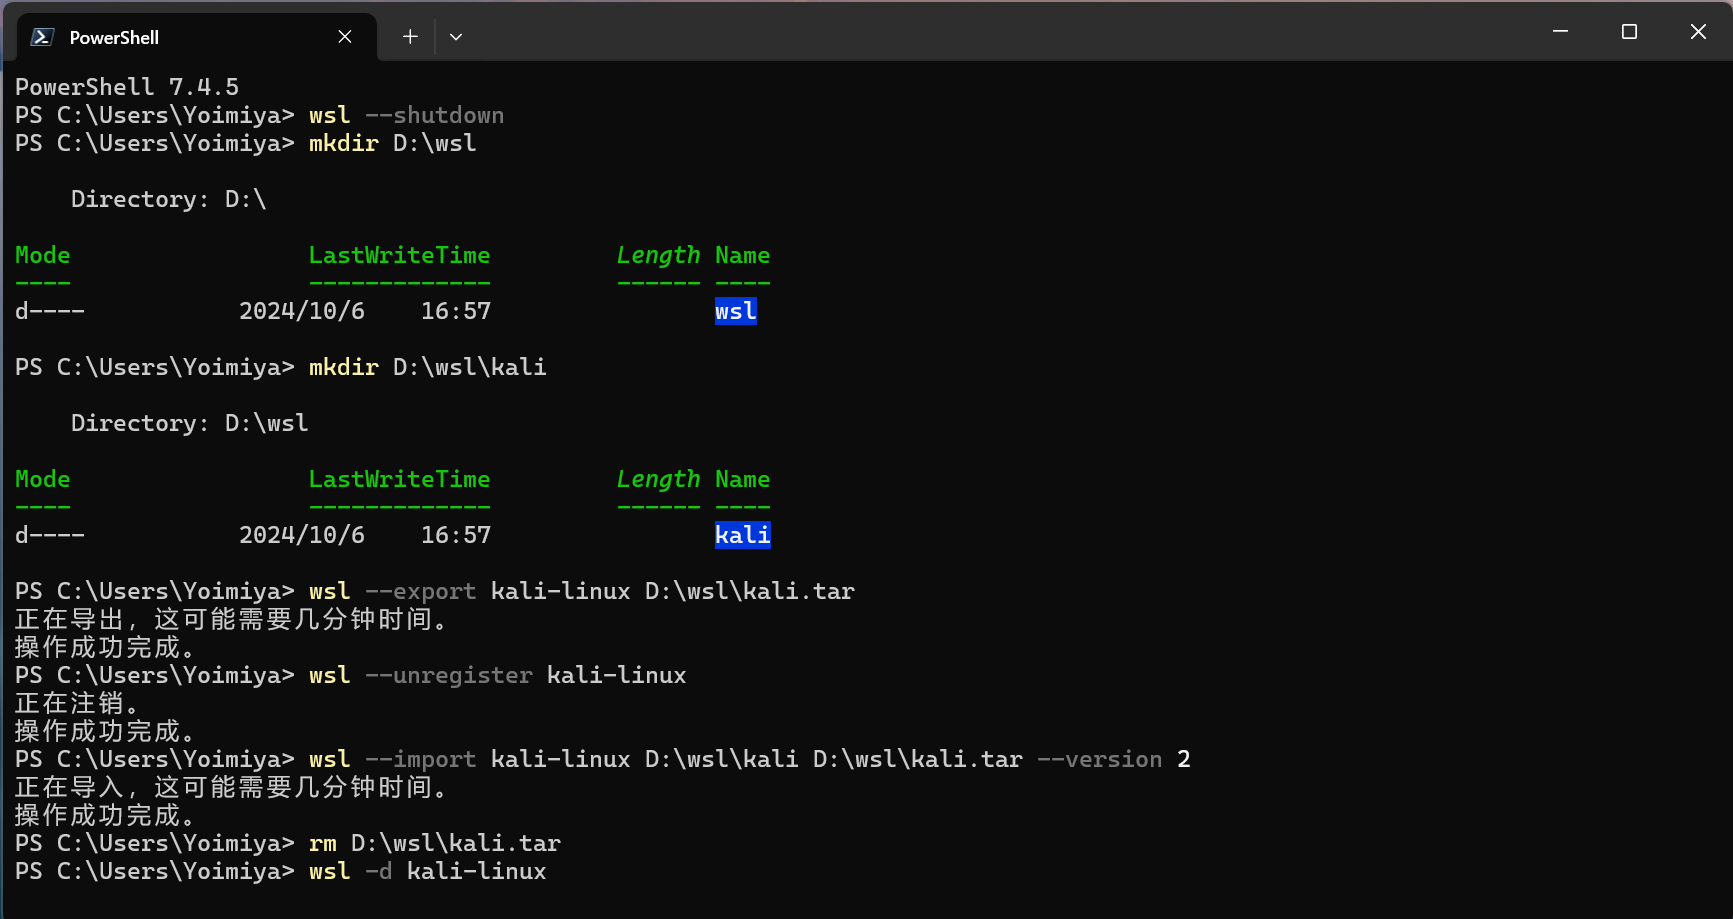 PowerShell
PowerShell 7.4.5
PS C:\Users\Yoimiya> wsl --shutdown
PS C:\Users\Yoimiya> mkdir D:\wsl
Directory: D:\
Mode LastWriteTime Length Name
---- ------------- ------ ----
d---- 2024/10/6 16:57 wsl
PS C:\Users\Yoimiya> mkdir D:\wsl\kali
Directory: D:\wsl
Mode LastWriteTime Length Name
---- ------------- ------ ----
d---- 2024/10/6 16:57 kali
PS C:\Users\Yoimiya> wsl --export kali-linux D:\wsl\kali.tar
正在导出，这可能需要几分钟时间。
操作成功完成。
PS C:\Users\Yoimiya> wsl --unregister kali-linux
正在注销。
操作成功完成。
PS C:\Users\Yoimiya> wsl --import kali-linux D:\wsl\kali D:\wsl\kali.tar --version 2
正在导入，这可能需要几分钟时间。
操作成功完成。
PS C:\Users\Yoimiya> rm D:\wsl\kali.tar
PS C:\Users\Yoimiya> wsl -d kali-linux